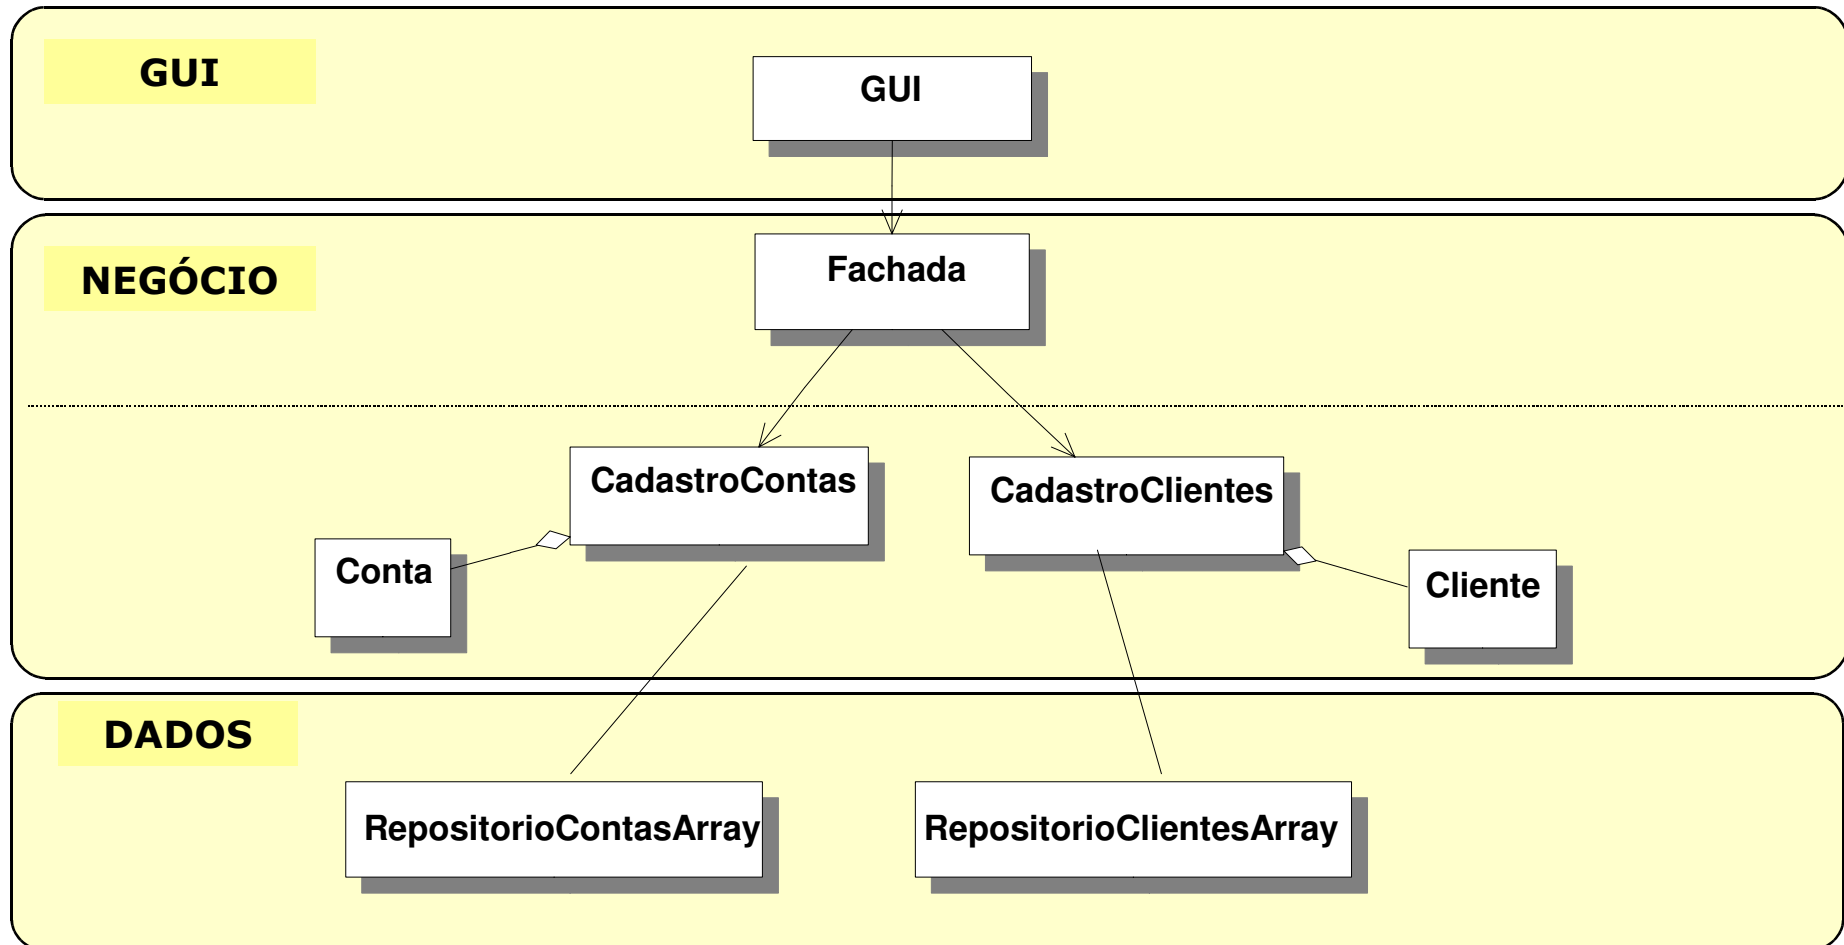 GUI
GUI
NEGÓCIO
Fachada
CadastroContas
CadastroClientes
Conta
Cliente
DADOS
RepositorioContasArray
RepositorioClientesArray